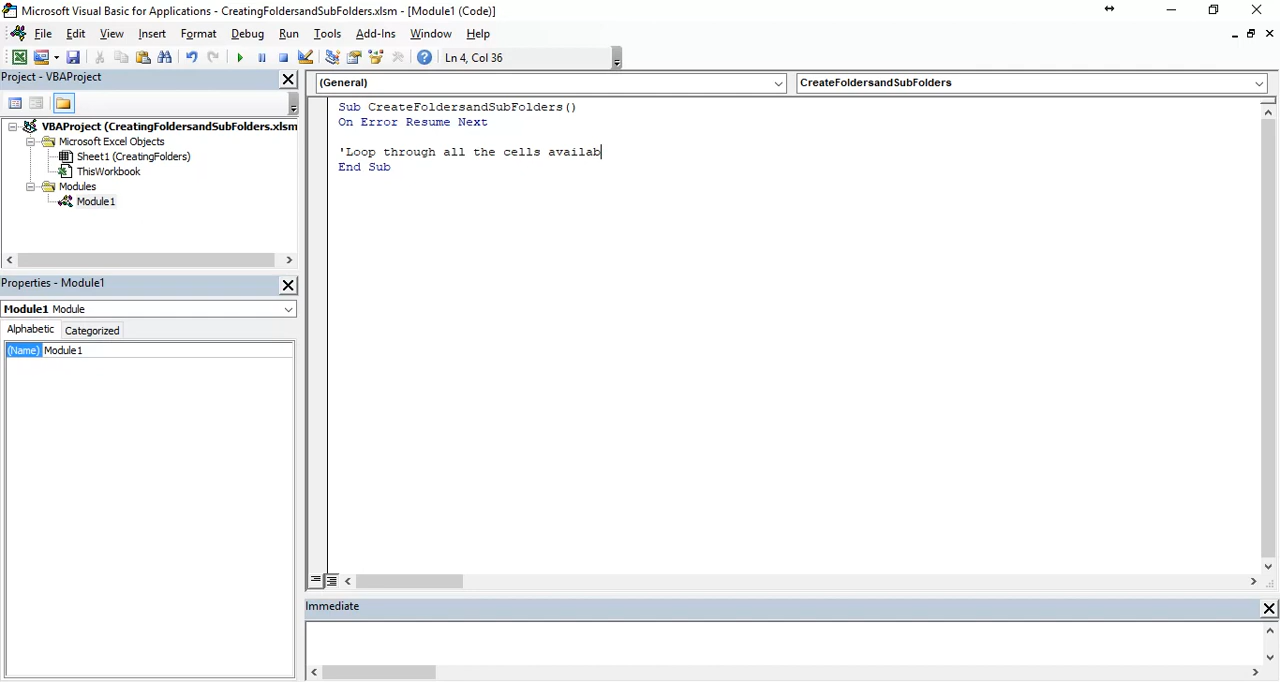 Microsoft Visual Basic for Applications - CreatingFoldersandSubFolders.xlsm - [Module1 (Code)]
File Edit View Insert Format Debug Run Tools Add-Ins Window Help
Ln 4, Col 36
Project - VBAProject
(General)
CreateFoldersandSubFolders
VBAProject (CreatingFoldersandSubFolders.xlsm
Microsoft Excel Objects
Sheet1 (CreatingFolders)
ThisWorkbook
Modules
Module1
Sub CreateFoldersandSubFolders()
On Error Resume Next
'Loop through all the cells availab
End Sub
Properties - Module1
Module1 Module
Alphabetic Categorized
(Name) Module1
Immediate